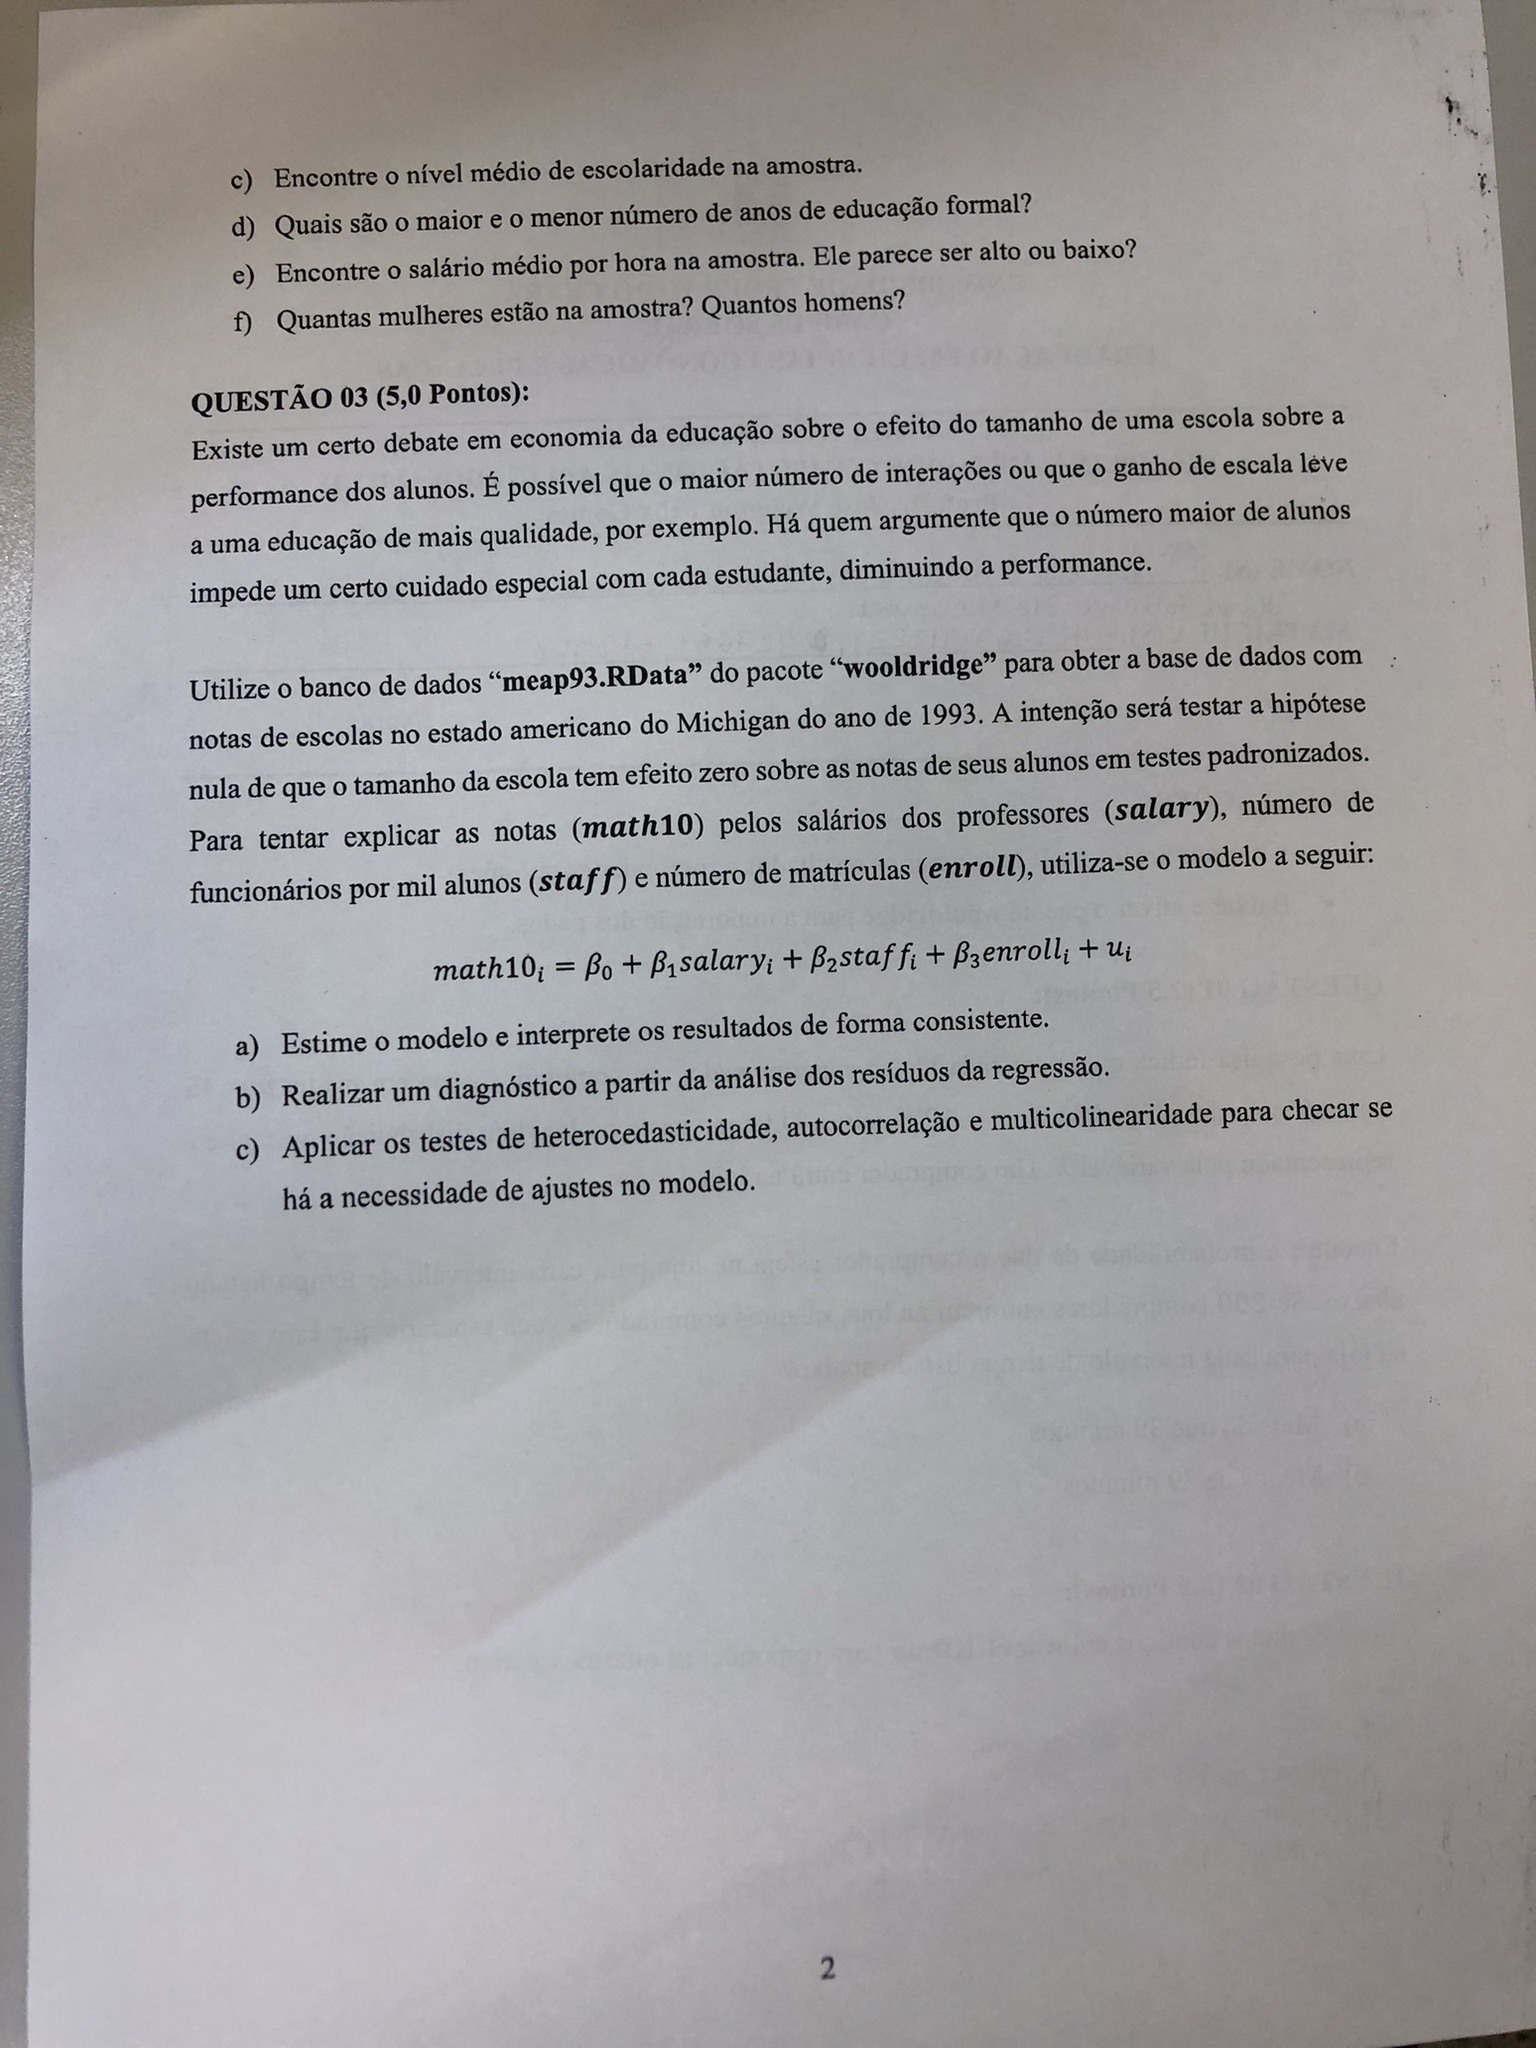 c) Encontre o nível médio de escolaridade na amostra.
d) Quais são o maior e o menor número de anos de educação formal?
e) Encontre o salário médio por hora na amostra. Ele parece ser alto ou baixo?
f) Quantas mulheres estão na amostra? Quantos homens?
QUESTÃO 03 (5,0 Pontos):
Existe um certo debate em economia da educação sobre o efeito do tamanho de uma escola sobre a
performance dos alunos. É possível que o maior número de interações ou que o ganho de escala leve
a uma educação de mais qualidade, por exemplo. Há quem argumente que o número maior de alunos
impede um certo cuidado especial com cada estudante, diminuindo a performance.
Utilize o banco de dados “meap93.RData” do pacote “wooldridge” para obter a base de dados com
notas de escolas no estado americano do Michigan do ano de 1993. A intenção será testar a hipótese
nula de que o tamanho da escola tem efeito zero sobre as notas de seus alunos em testes padronizados.
Para tentar explicar as notas (math10) pelos salários dos professores (salary), número de
funcionários por mil alunos (staff) e número de matrículas (enroll), utiliza-se o modelo a seguir:
math10ᵢ = β₀ + β₁salaryᵢ + β₂staffᵢ + β₃enrollᵢ + uᵢ
a) Estime o modelo e interprete os resultados de forma consistente.
b) Realizar um diagnóstico a partir da análise dos resíduos da regressão.
c) Aplicar os testes de heterocedasticidade, autocorrelação e multicolinearidade para checar se
há a necessidade de ajustes no modelo.
2